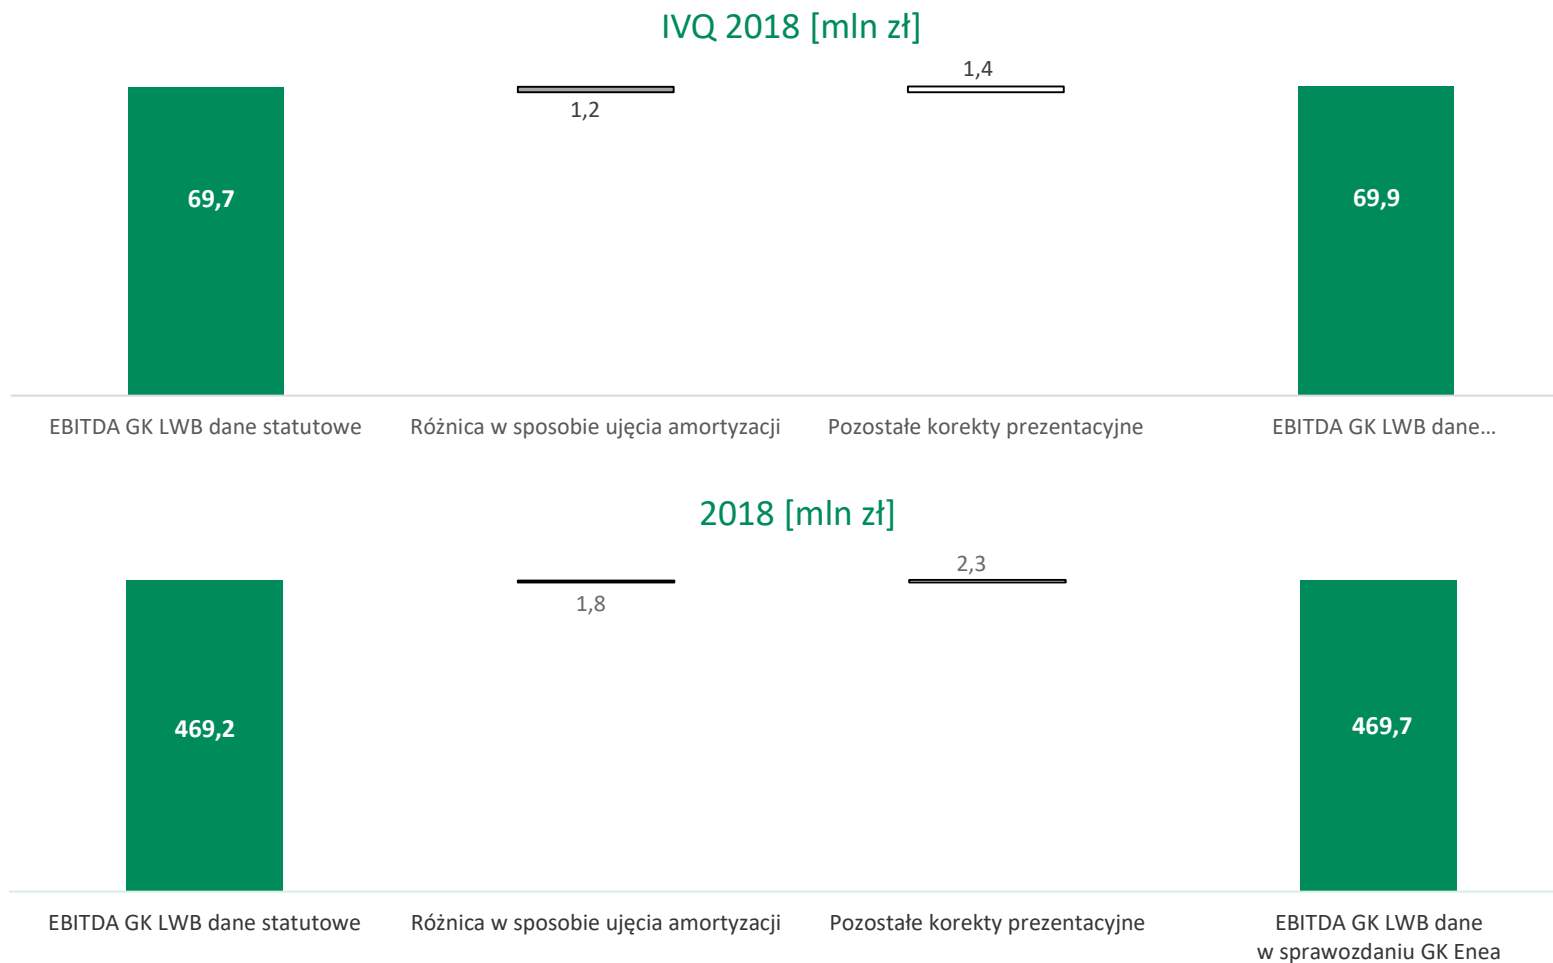 IVQ 2018 [mln zł]
1,4
1,2
69,7
69,9
EBITDA GK LWB dane statutowe
Różnica w sposobie ujęcia amortyzacji
Pozostałe korekty prezentacyjne
EBITDA GK LWB dane...
2018 [mln zł]
2,3
1,8
469,2
469,7
EBITDA GK LWB dane statutowe
Różnica w sposobie ujęcia amortyzacji
Pozostałe korekty prezentacyjne
EBITDA GK LWB dane
w sprawozdaniu GK Enea